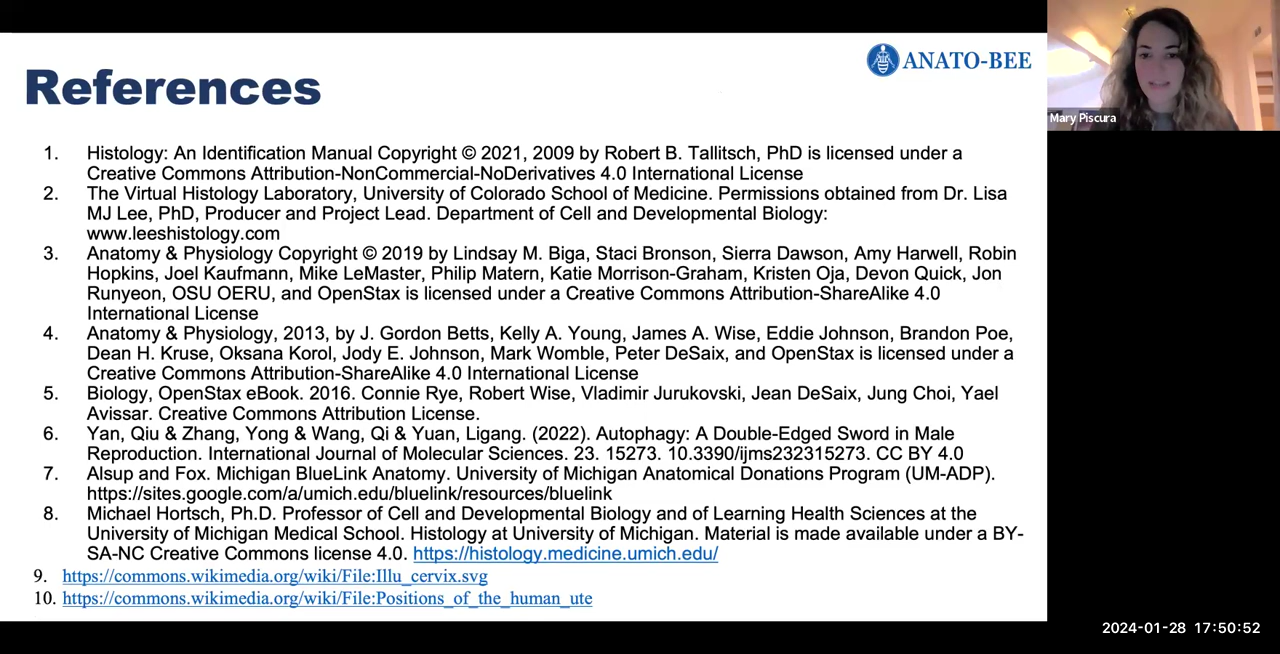 ANATO-BEE
References
Mary Piscura
1. Histology: An Identification Manual Copyright © 2021, 2009 by Robert B. Tallitsch, PhD is licensed under a
Creative Commons Attribution-NonCommercial-NoDerivatives 4.0 International License
2. The Virtual Histology Laboratory, University of Colorado School of Medicine. Permissions obtained from Dr. Lisa
MJ Lee, PhD, Producer and Project Lead. Department of Cell and Developmental Biology:
www.leeshistology.com
3. Anatomy & Physiology Copyright © 2019 by Lindsay M. Biga, Staci Bronson, Sierra Dawson, Amy Harwell, Robin
Hopkins, Joel Kaufmann, Mike LeMaster, Philip Matern, Katie Morrison-Graham, Kristen Oja, Devon Quick, Jon
Runyeon, OSU OERU, and OpenStax is licensed under a Creative Commons Attribution-ShareAlike 4.0
International License
4. Anatomy & Physiology, 2013, by J. Gordon Betts, Kelly A. Young, James A. Wise, Eddie Johnson, Brandon Poe,
Dean H. Kruse, Oksana Korol, Jody E. Johnson, Mark Womble, Peter DeSaix, and OpenStax is licensed under a
Creative Commons Attribution-ShareAlike 4.0 International License
5. Biology, OpenStax eBook. 2016. Connie Rye, Robert Wise, Vladimir Jurukovski, Jean DeSaix, Jung Choi, Yael
Avissar. Creative Commons Attribution License.
6. Yan, Qiu & Zhang, Yong & Wang, Qi & Yuan, Ligang. (2022). Autophagy: A Double-Edged Sword in Male
Reproduction. International Journal of Molecular Sciences. 23. 15273. 10.3390/ijms232315273. CC BY 4.0
7. Alsup and Fox. Michigan BlueLink Anatomy. University of Michigan Anatomical Donations Program (UM-ADP).
https://sites.google.com/a/umich.edu/bluelink/resources/bluelink
8. Michael Hortsch, Ph.D. Professor of Cell and Developmental Biology and of Learning Health Sciences at the
University of Michigan Medical School. Histology at University of Michigan. Material is made available under a BY-
SA-NC Creative Commons license 4.0. https://histology.medicine.umich.edu/
9. https://commons.wikimedia.org/wiki/File:Illu_cervix.svg
10. https://commons.wikimedia.org/wiki/File:Positions_of_the_human_ute
2024-01-28 17:50:52